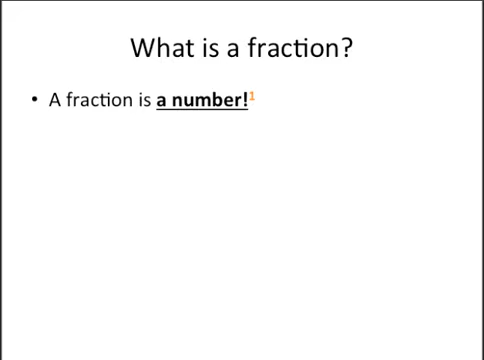 What is a fraction?
• A fraction is a number!1